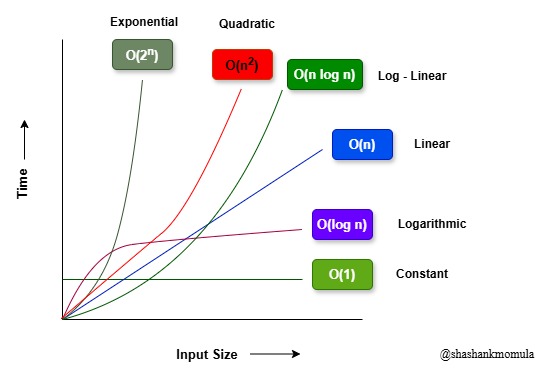 Exponential
Quadratic
O(2ⁿ)
O(n²)
O(n log n)
Log - Linear
O(n)
Linear
O(log n)
Logarithmic
O(1)
Constant
Time
Input Size
@shashankmomula